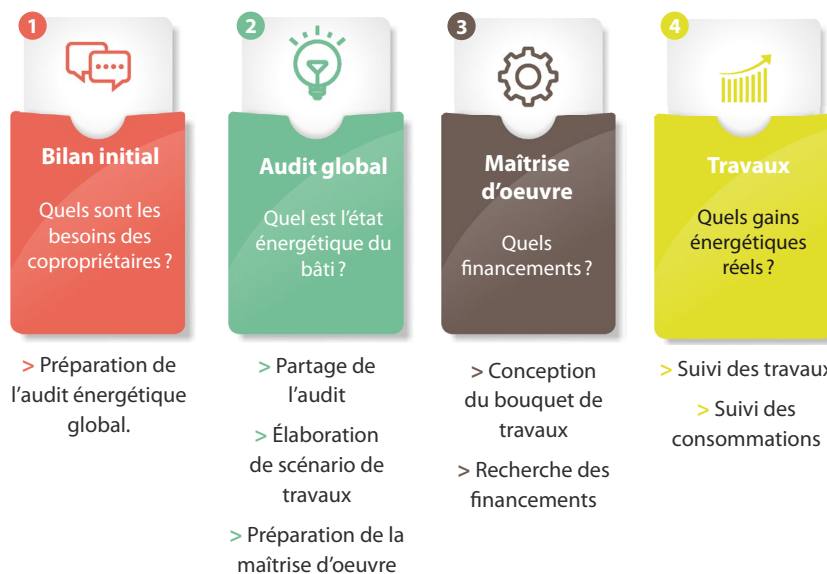 1
Bilan initial
Quels sont les
besoins des
copropriétaires ?
> Préparation de
l'audit énergétique
global.
2
Audit global
Quel est l'état
énergétique du
bâti ?
> Partage de
l'audit
> Élaboration
de scénario de
travaux
> Préparation de la
maîtrise d'oeuvre
3
Maîtrise
d'oeuvre
Quels
financements ?
> Conception
du bouquet de
travaux
> Recherche des
financements
4
Travaux
Quels gains
énergétiques
réels ?
> Suivi des travaux
> Suivi des
consommations